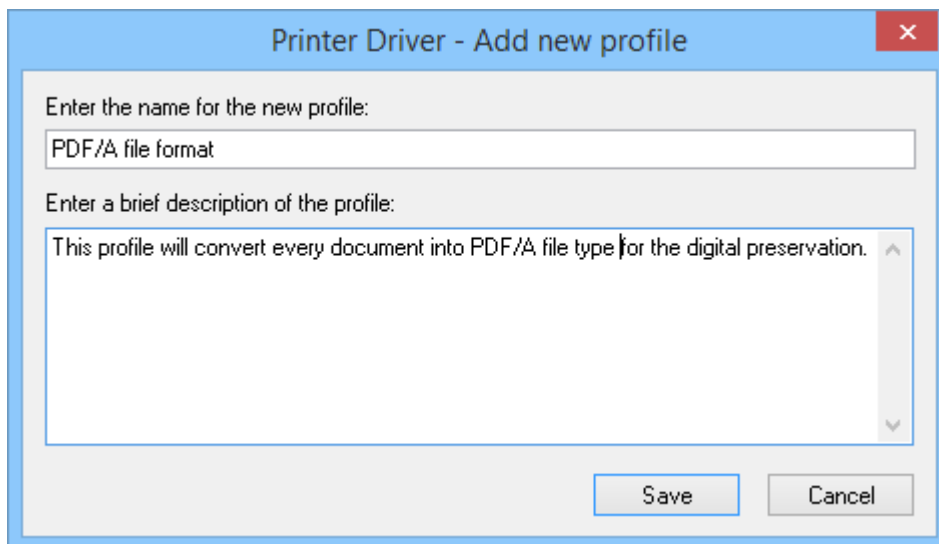 Printer Driver - Add new profile
Enter the name for the new profile:
PDF/A file format
Enter a brief description of the profile:
This profile will convert every document into PDF/A file type for the digital preservation.
Save
Cancel